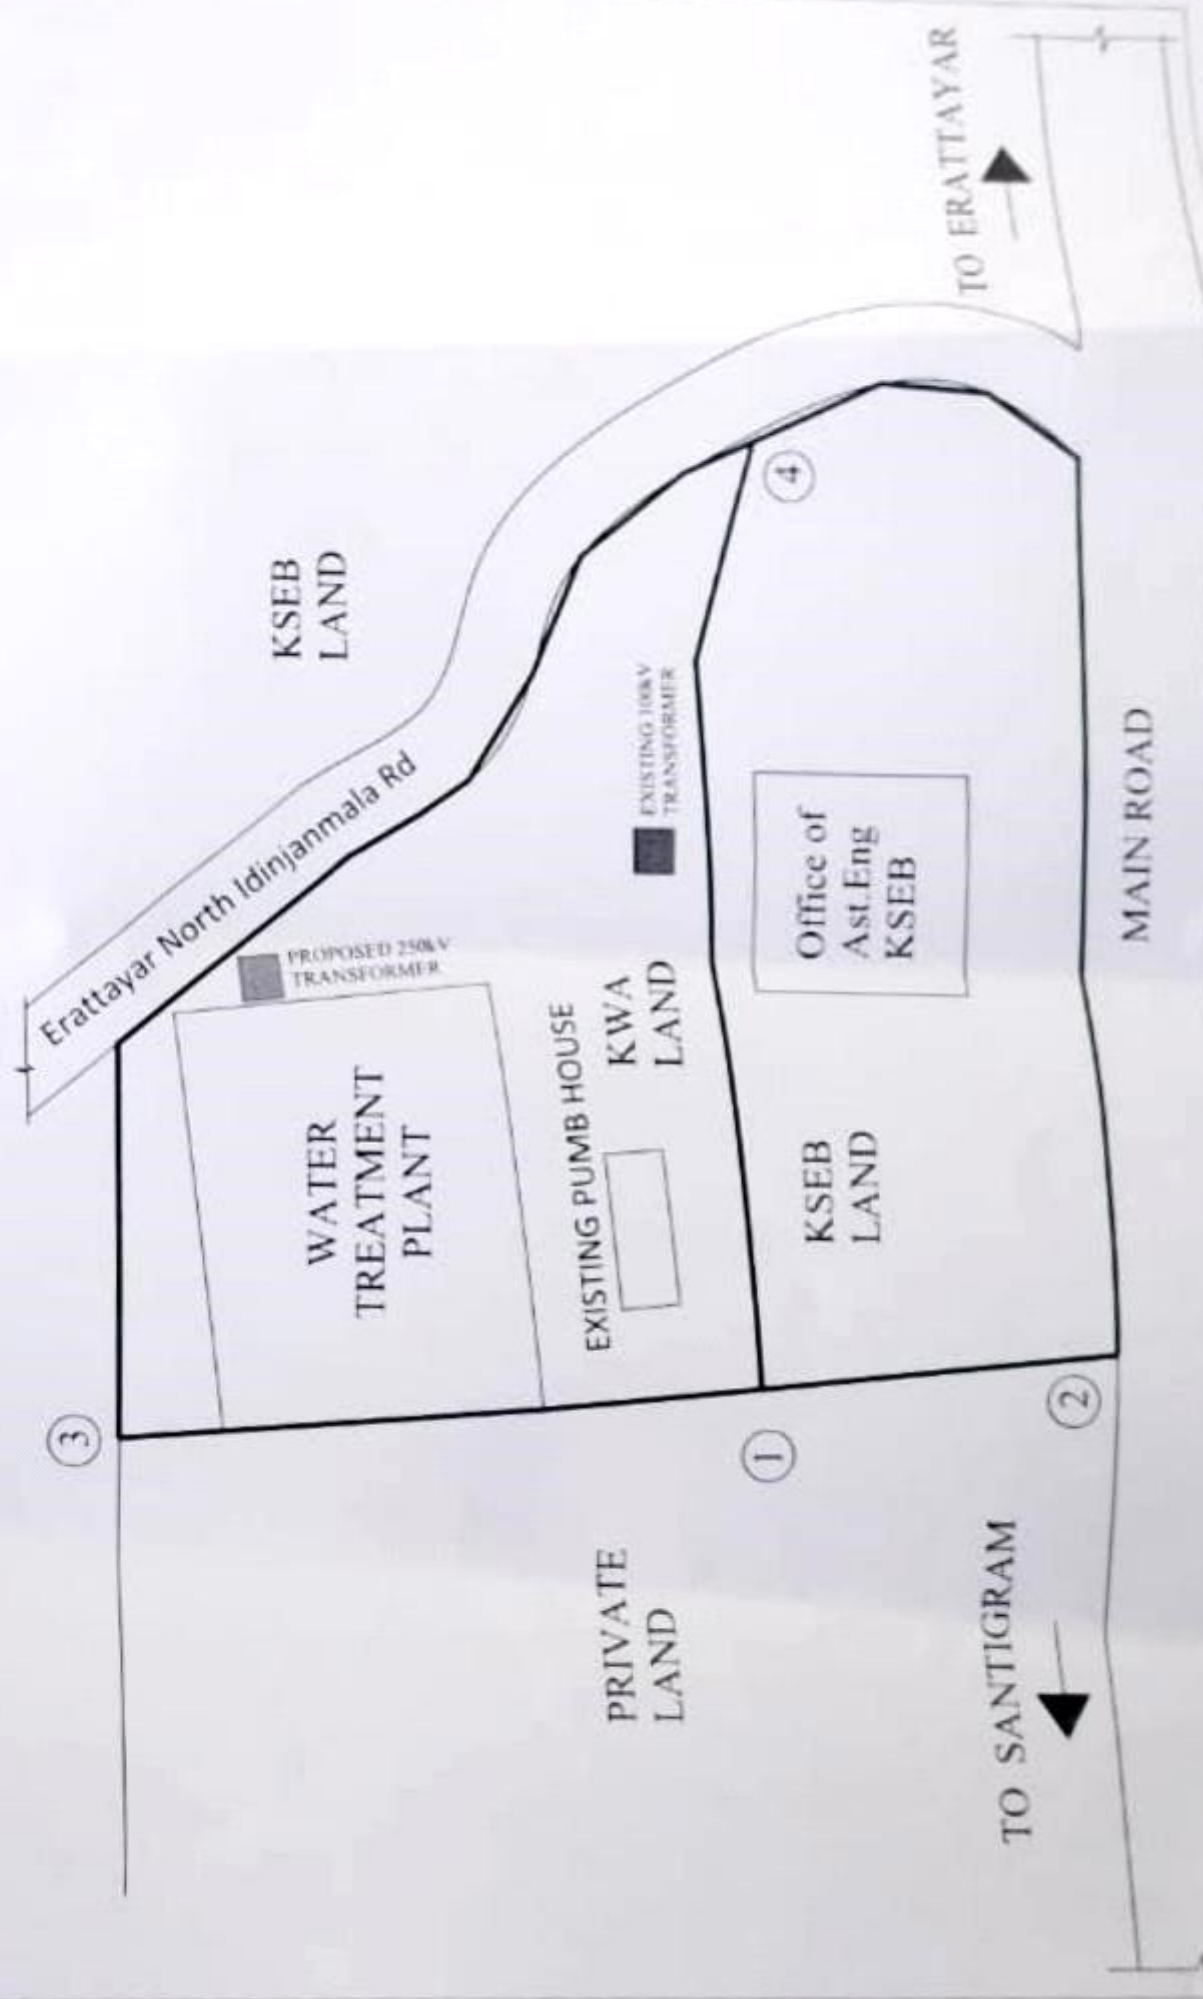 Erattayar North Idinjanmala Rd
KSEB
LAND
TO ERATTAYAR
3
PROPOSED 250kV
TRANSFORMER
WATER
TREATMENT
PLANT
EXISTING 100kV
TRANSFORMER
4
EXISTING PUMB HOUSE
KWA
LAND
Office of
Ast.Eng
KSEB
1
KSEB
LAND
PRIVATE
LAND
2
MAIN ROAD
TO SANTIGRAM